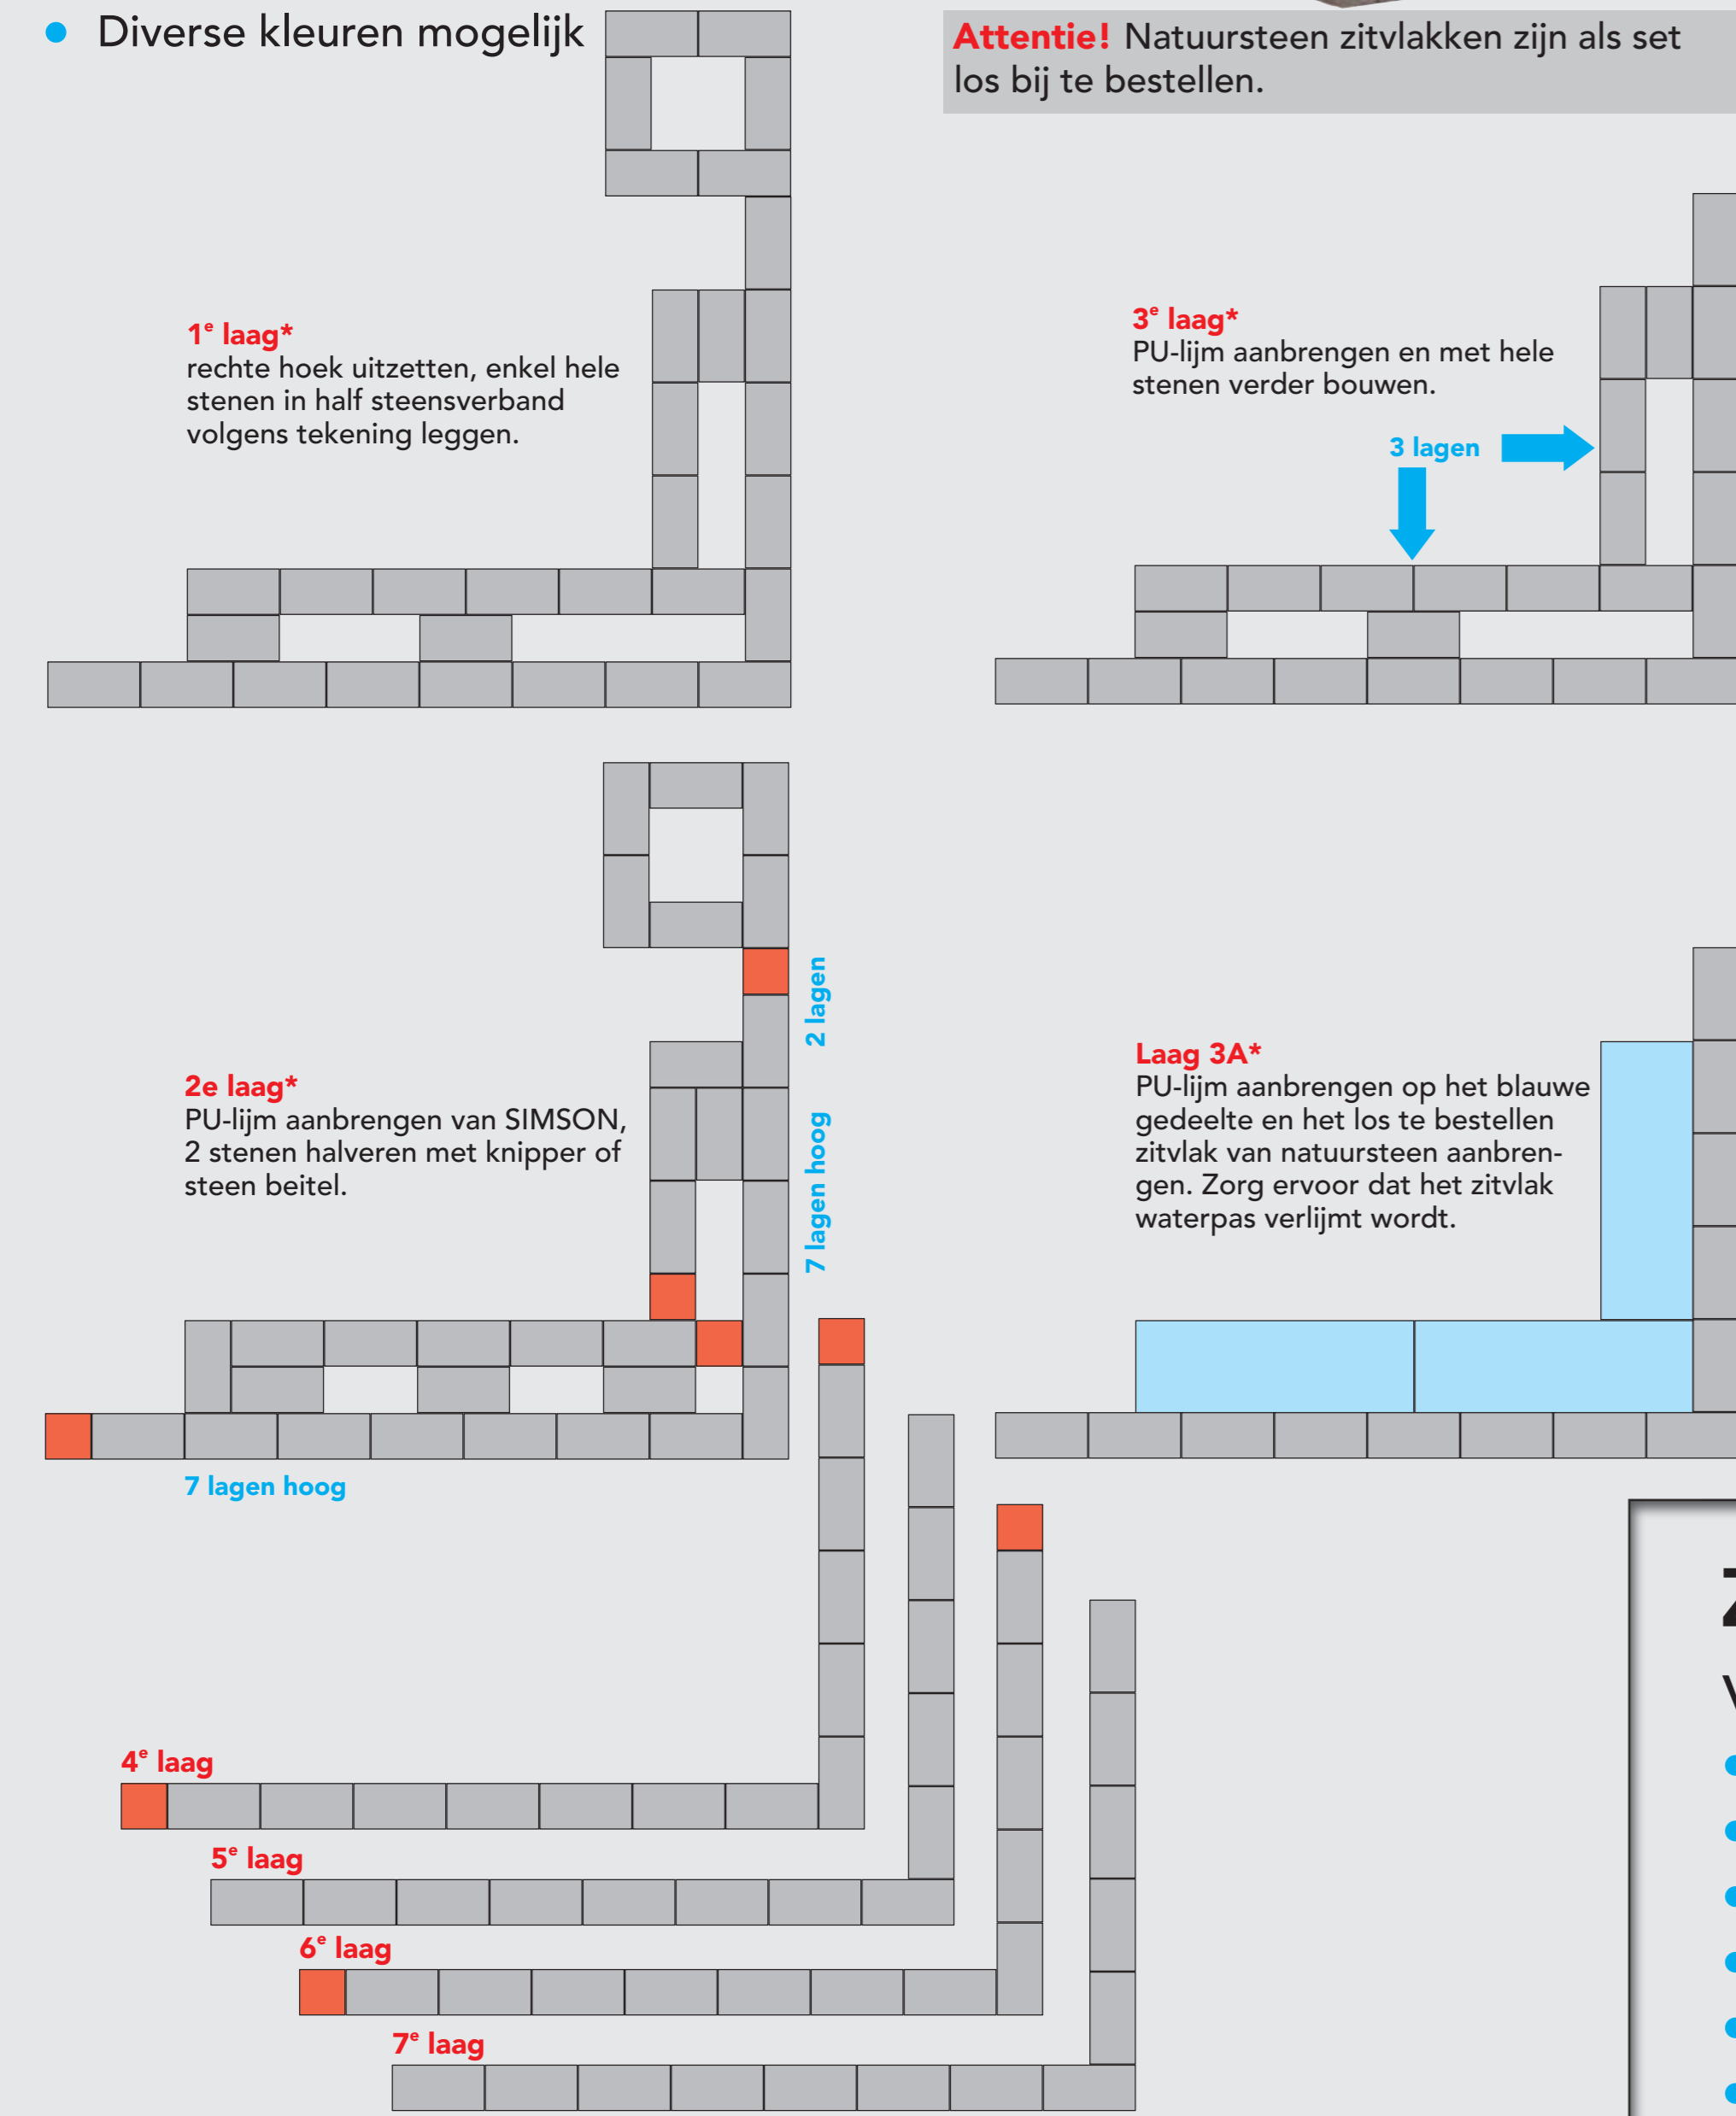 • Diverse kleuren mogelijk
Attentie! Natuursteen zitvlakken zijn als set
los bij te bestellen.
1e laag*
rechte hoek uitzetten, enkel hele
stenen in half steensverband
volgens tekening leggen.
3e laag*
PU-lijm aanbrengen en met hele
stenen verder bouwen.
3 lagen
2e laag*
PU-lijm aanbrengen van SIMSON,
2 stenen halveren met knipper of
steen beitel.
2 lagen
7 lagen hoog
7 lagen hoog
Laag 3A*
PU-lijm aanbrengen op het blauwe
gedeelte en het los te bestellen
zitvlak van natuursteen aanbren-
gen. Zorg ervoor dat het zitvlak
waterpas verlijmt wordt.
4e laag
5e laag
6e laag
7e laag